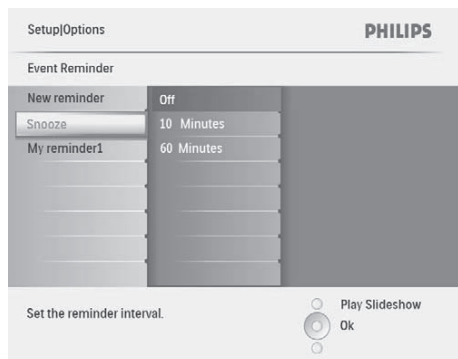 Setup|Options
PHILIPS
Event Reminder
New reminder
Off
Snooze
10 Minutes
My reminder1
60 Minutes
Set the reminder interval.
Play Slideshow
Ok